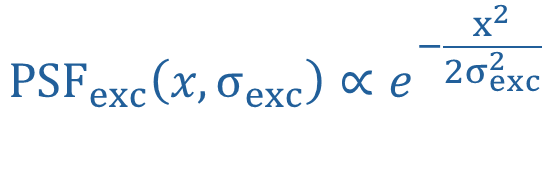 PSF_exc(x, σ_exc) ∝ e^(-x²/(2σ²_exc))